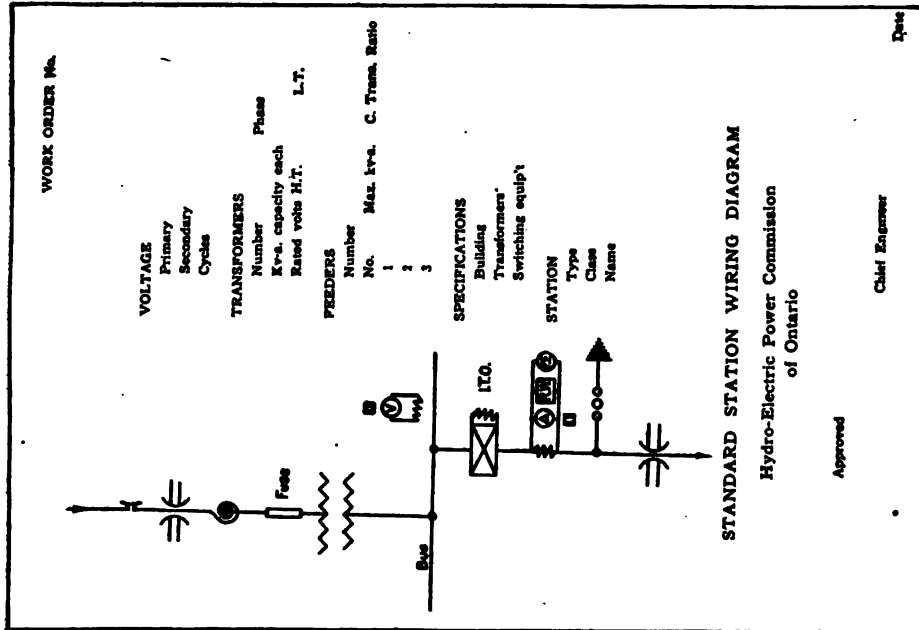 WORK ORDER No.
VOLTAGE
Primary
Secondary
Cycles
TRANSFORMERS
Number Phase
Kv-a. capacity each
Rated volts H.T. L.T.
FEEDERS
Number
No. Max. kv-a. C. Trans. Ratio
1
2
3
SPECIFICATIONS
Building
Transformers
Switching equip't
STATION
Type
Class
Name
Fuse
Bus
V
I.T.O.
A
STANDARD STATION WIRING DIAGRAM
Hydro-Electric Power Commission
of Ontario
Approved
Chief Engineer
Date